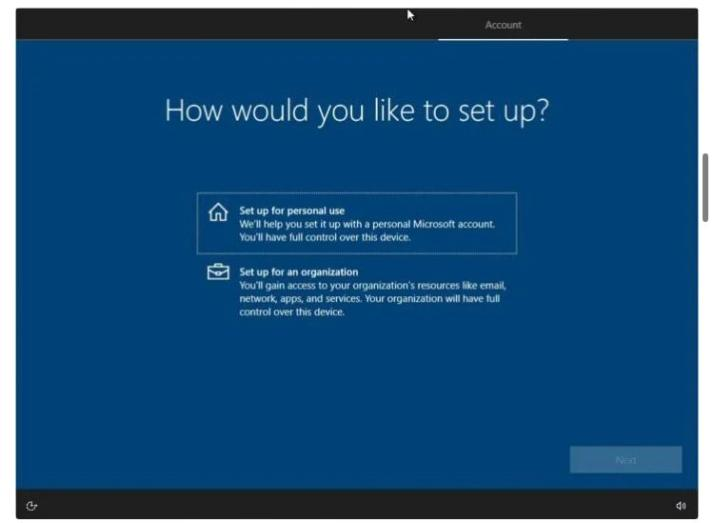 Account
How would you like to set up?
Set up for personal use
We'll help you set it up with a personal Microsoft account.
You'll have full control over this device.
Set up for an organization
You'll gain access to your organization's resources like email,
network, apps, and services. Your organization will have full
control over this device.
Next